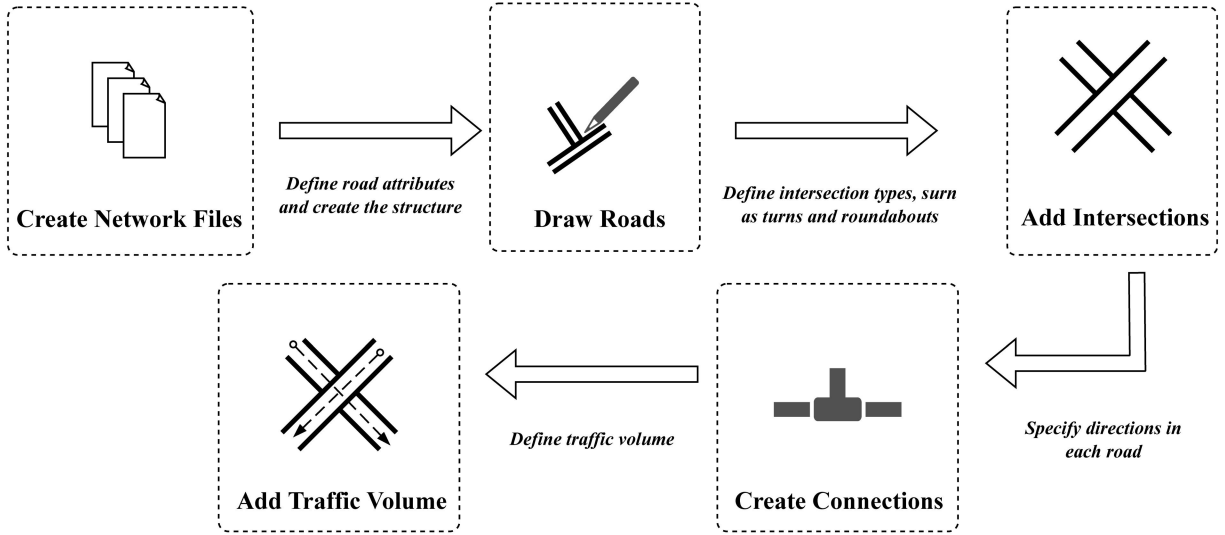 Define road attributes
and create the structure
Create Network Files
Draw Roads
Define intersection types, surn
as turns and roundabouts
Add Intersections
Specify directions in
each road
Create Connections
Define traffic volume
Add Traffic Volume